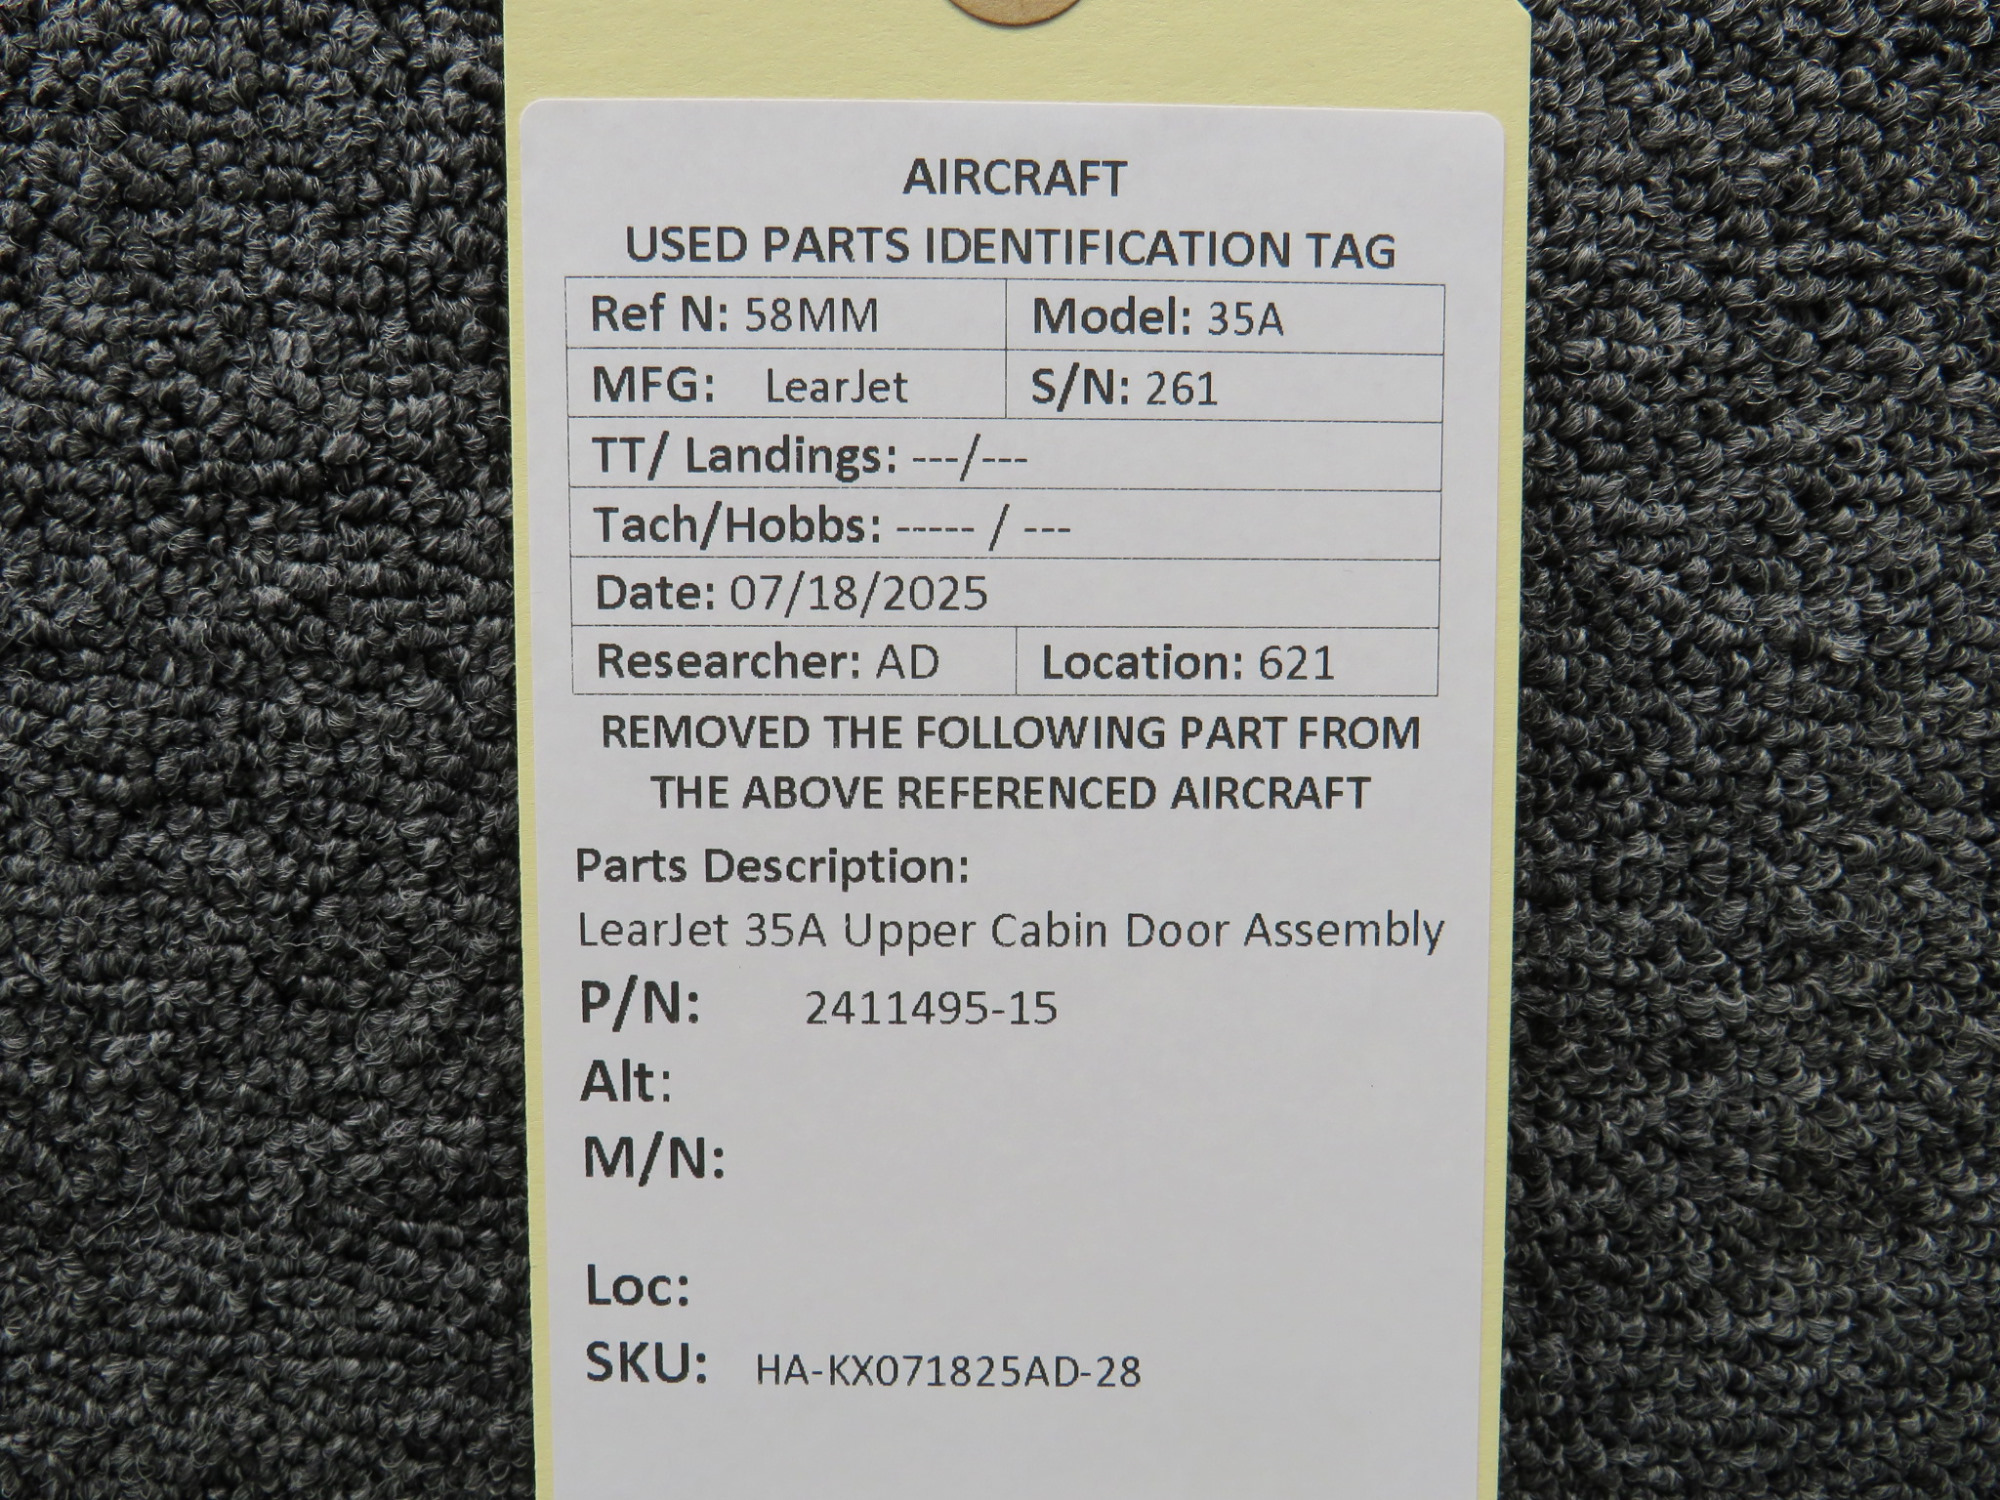 AIRCRAFT
USED PARTS IDENTIFICATION TAG
Ref N: 58MM Model: 35A
MFG: LearJet S/N: 261
TT/ Landings: ---/---
Tach/Hobbs: ----- / ---
Date: 07/18/2025
Researcher: AD Location: 621
REMOVED THE FOLLOWING PART FROM
THE ABOVE REFERENCED AIRCRAFT
Parts Description:
LearJet 35A Upper Cabin Door Assembly
P/N: 2411495-15
Alt:
M/N:
Loc:
SKU: HA-KX071825AD-28